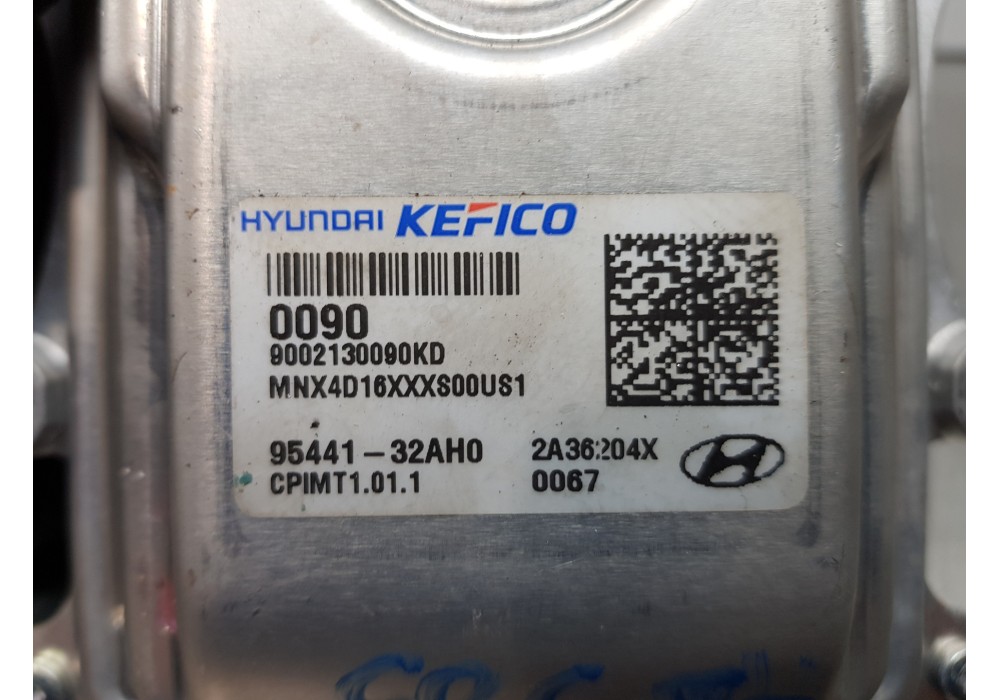 HYUNDAI KEFICO
0090
9002130090KD
MNX4D16XXXS00US1
95441-32AH0 2A36204X
CPIMT1.01.1 0067